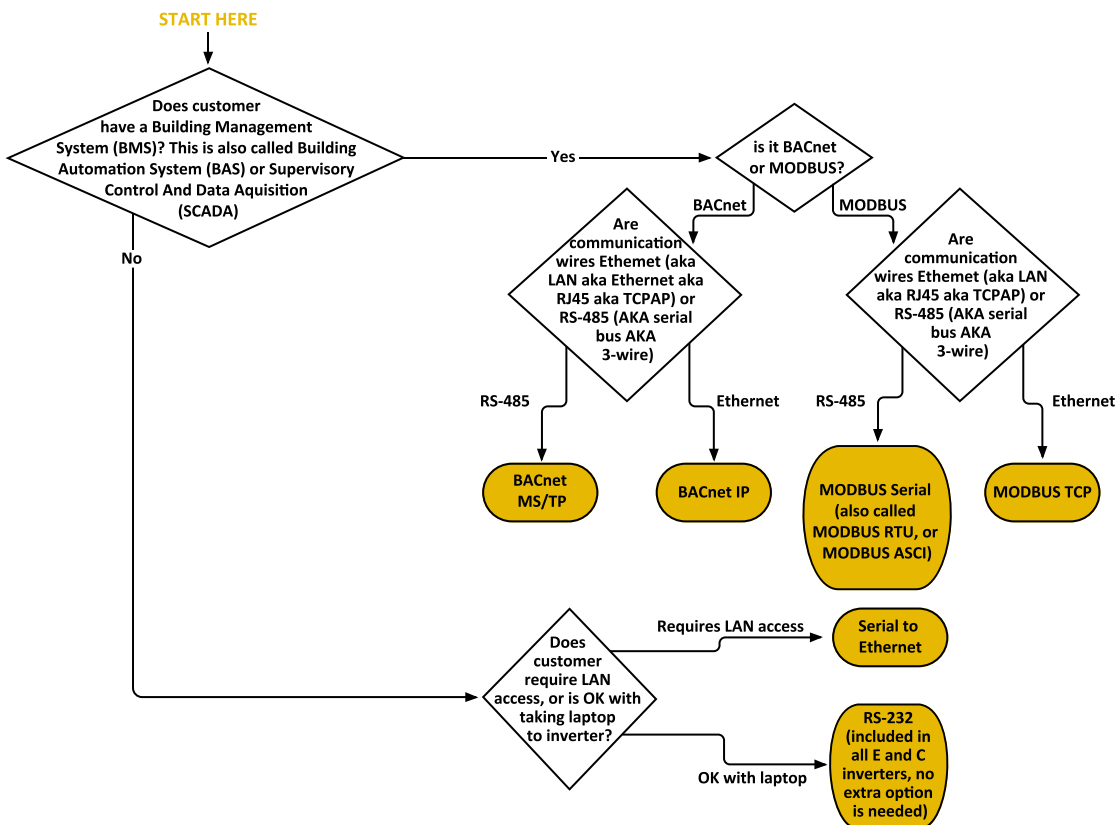 START HERE
Does customer
have a Building Management
System (BMS)? This is also called Building
Automation System (BAS) or Supervisory
Control And Data Aquisition
(SCADA)
Yes
is it BACnet
or MODBUS?
BACnet
MODBUS
No
Are
communication
wires Ethemet (aka
LAN aka Ethernet aka
RJ45 aka TCPAP) or
RS-485 (AKA serial
bus AKA
3-wire)
Are
communication
wires Ethemet (aka LAN
aka RJ45 aka TCPAP) or
RS-485 (AKA serial
bus AKA
3-wire)
RS-485
Ethernet
RS-485
Ethernet
BACnet
MS/TP
BACnet IP
MODBUS Serial
(also called
MODBUS RTU, or
MODBUS ASCI)
MODBUS TCP
Does
customer
require LAN
access, or is OK with
taking laptop
to inverter?
Requires LAN access
Serial to
Ethernet
OK with laptop
RS-232
(included in
all E and C
inverters, no
extra option
is needed)